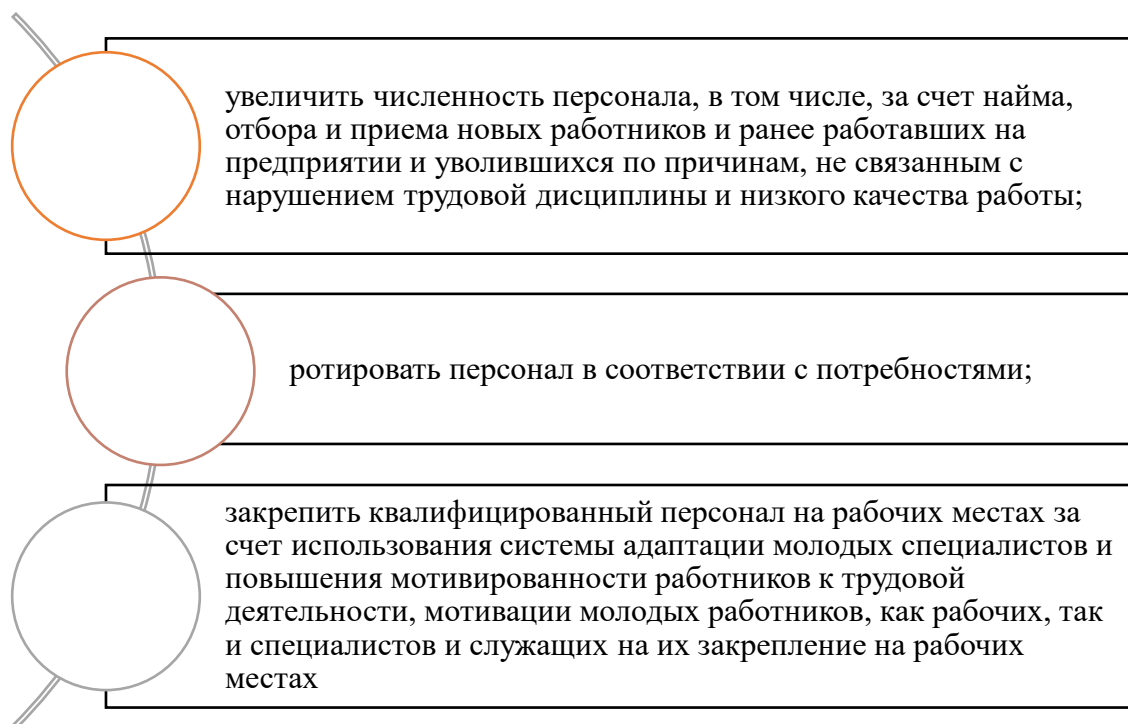 увеличить численность персонала, в том числе, за счет найма,
отбора и приема новых работников и ранее работавших на
предприятии и уволившихся по причинам, не связанным с
нарушением трудовой дисциплины и низкого качества работы;
ротировать персонал в соответствии с потребностями;
закрепить квалифицированный персонал на рабочих местах за
счет использования системы адаптации молодых специалистов и
повышения мотивированности работников к трудовой
деятельности, мотивации молодых работников, как рабочих, так
и специалистов и служащих на их закрепление на рабочих
местах